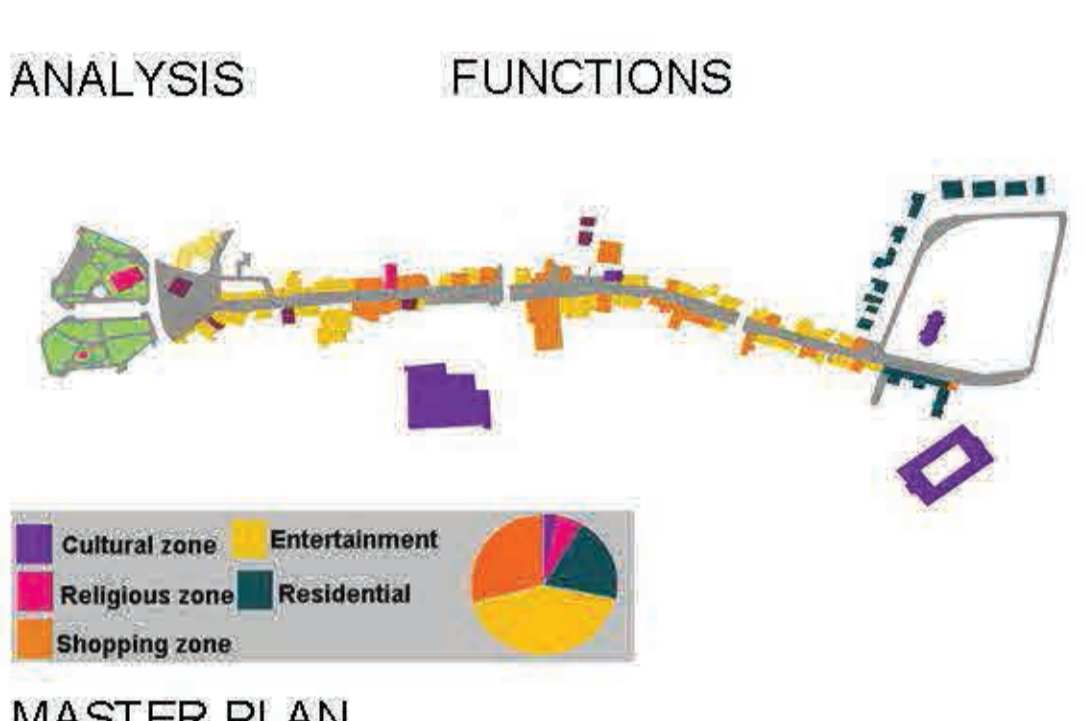 ANALYSIS FUNCTIONS
Cultural zone Entertainment
Religious zone Residential
Shopping zone
MASTER PLAN